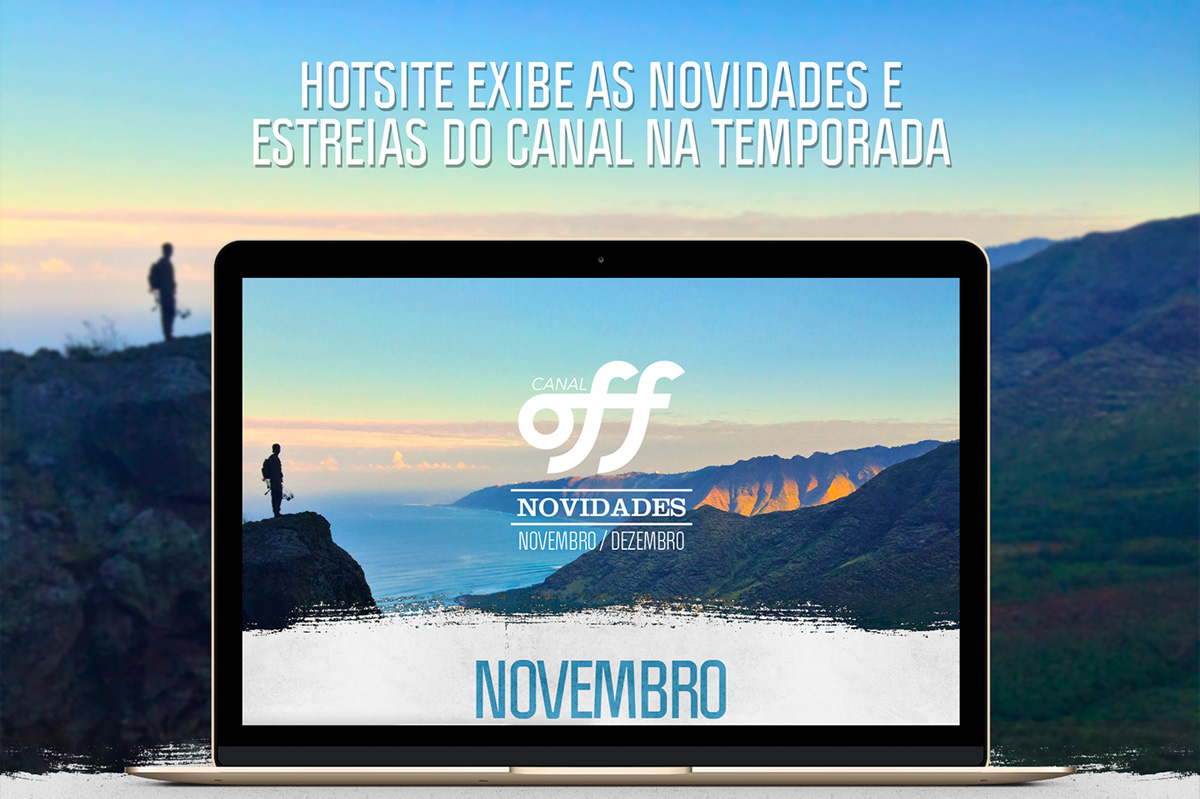 HOTSITE EXIBE AS NOVIDADES E
ESTREIAS DO CANAL NA TEMPORADA
CANAL
off
NOVIDADES
NOVEMBRO / DEZEMBRO
NOVEMBRO